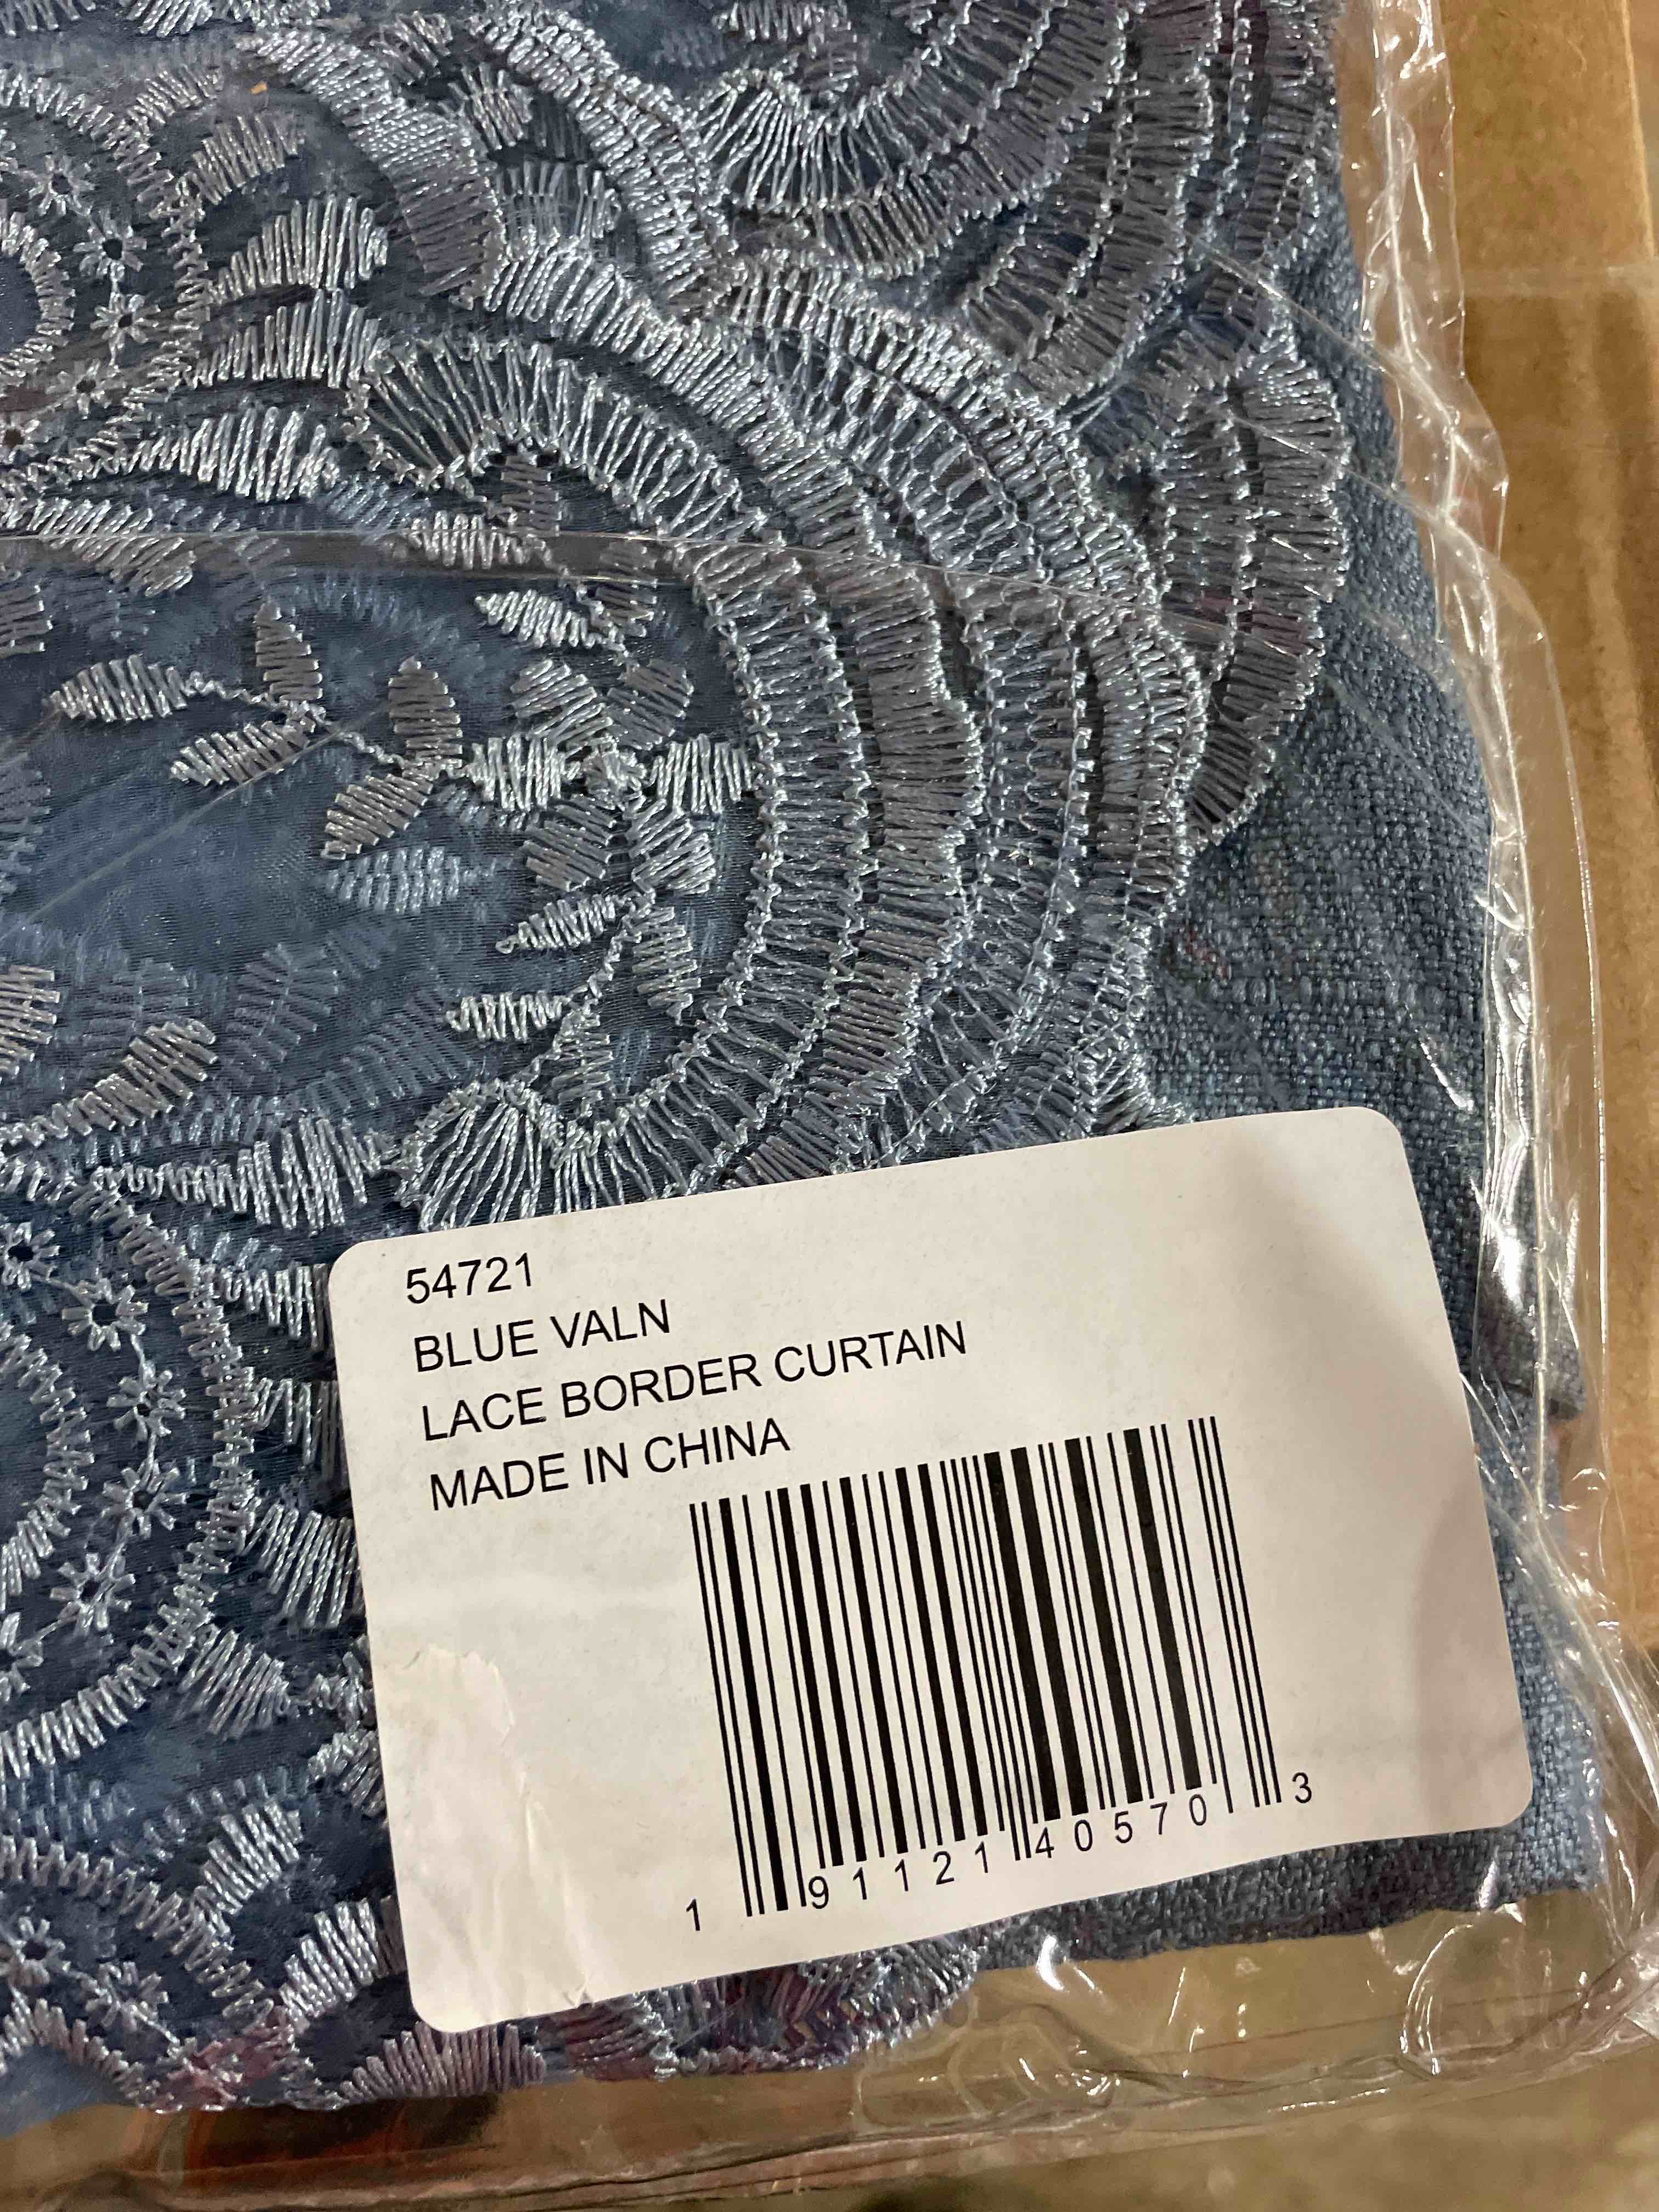 54721
BLUE VALN
LACE BORDER CURTAIN
MADE IN CHINA
1 91121 40570 3